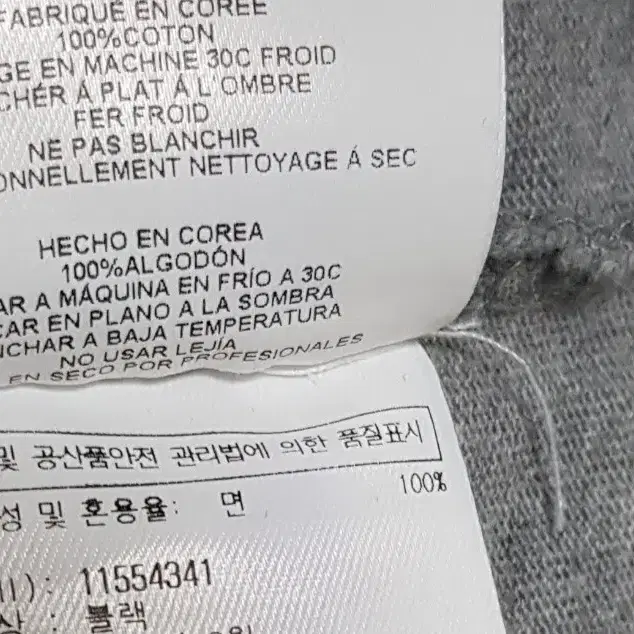 FABRIQUÉ EN CORÉE
100%COTON
GE EN MACHINE 30C FROID
CHÉR Á PLAT Á L'OMBRE
FER FROID
NE PAS BLANCHIR
ONNELLEMENT NETTOYAGE Á SEC
HECHO EN COREA
100%ALGODÓN
AR A MÁQUINA EN FRÍO A 30C
CAR EN PLANO A LA SOMBRA
NCHAR A BAJA TEMPERATURA
NO USAR LEJÍA
EN SECO POR PROFESIONALES
및 공산품안전 관리법에 의한 품질표시
성 및 혼용율: 면 100%
): 11554341
상 : 블랙